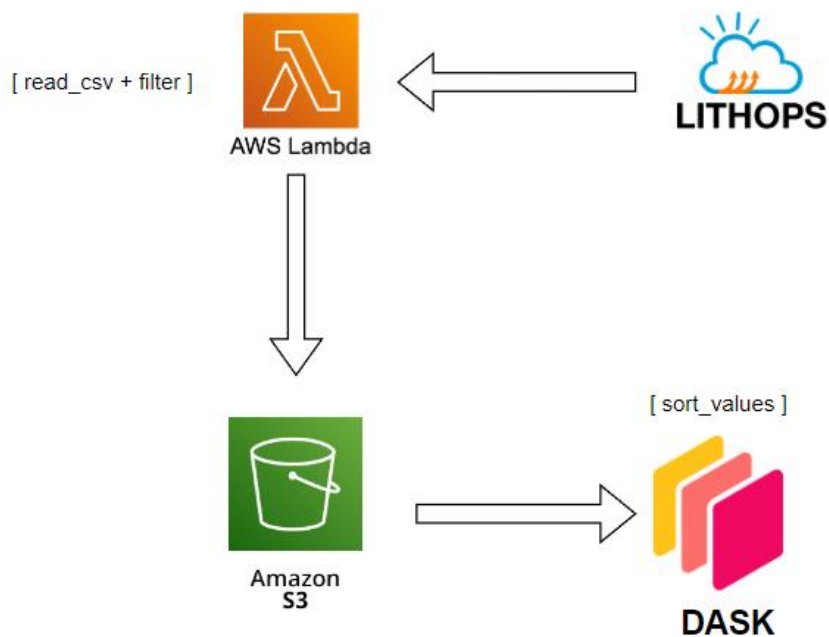 [ read_csv + filter ]
AWS Lambda
LITHOPS
[ sort_values ]
Amazon
S3
DASK